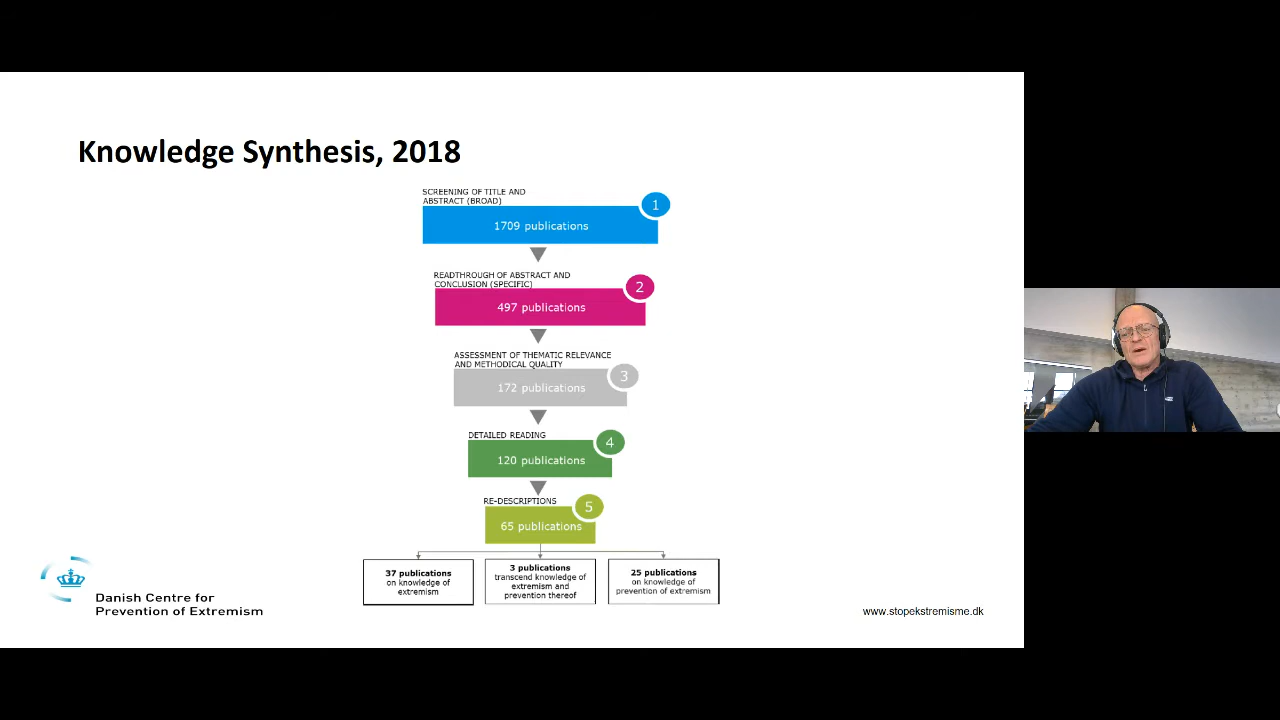 Knowledge Synthesis, 2018
SCREENING OF TITLE AND
ABSTRACT (BROAD)
1
1709 publications
READTHROUGH OF ABSTRACT AND
CONCLUSION (SPECIFIC)
2
497 publications
ASSESSMENT OF THEMATIC RELEVANCE
AND METHODICAL QUALITY
3
172 publications
DETAILED READING
4
120 publications
RE-DESCRIPTIONS
5
65 publications
37 publications
on knowledge of
extremism
3 publications
transcend knowledge of
extremism and
prevention thereof
25 publications
on knowledge of
prevention of extremism
Danish Centre for
Prevention of Extremism
www.stopekstremisme.dk